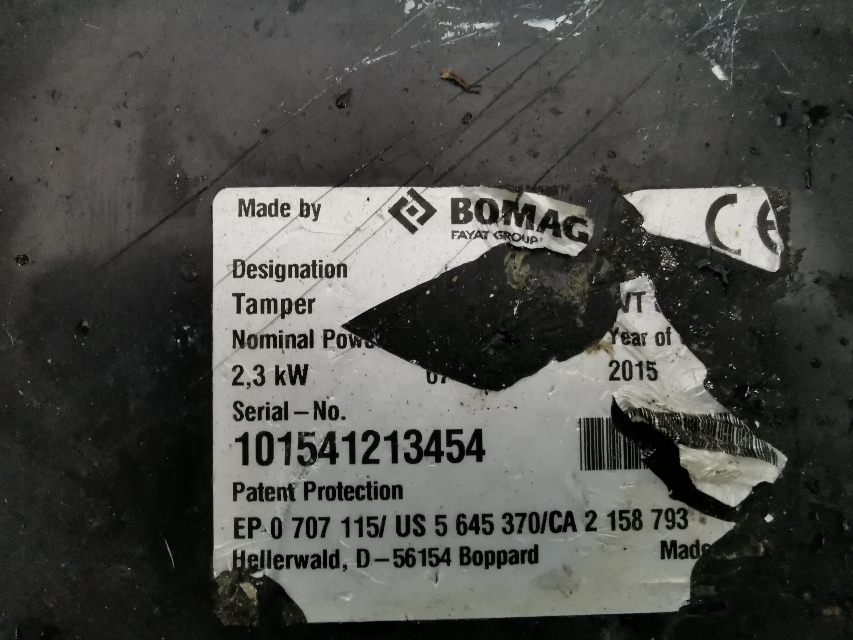 Made by BOMAG CE
FAYAT GROUP
Designation
Tamper
Nominal Year of
2,3 kW 2015
Serial – No.
101541213454
Patent Protection
EP 0 707 115/ US 5 645 370/CA 2 158 793
Hellerwald, D – 56154 Boppard Made